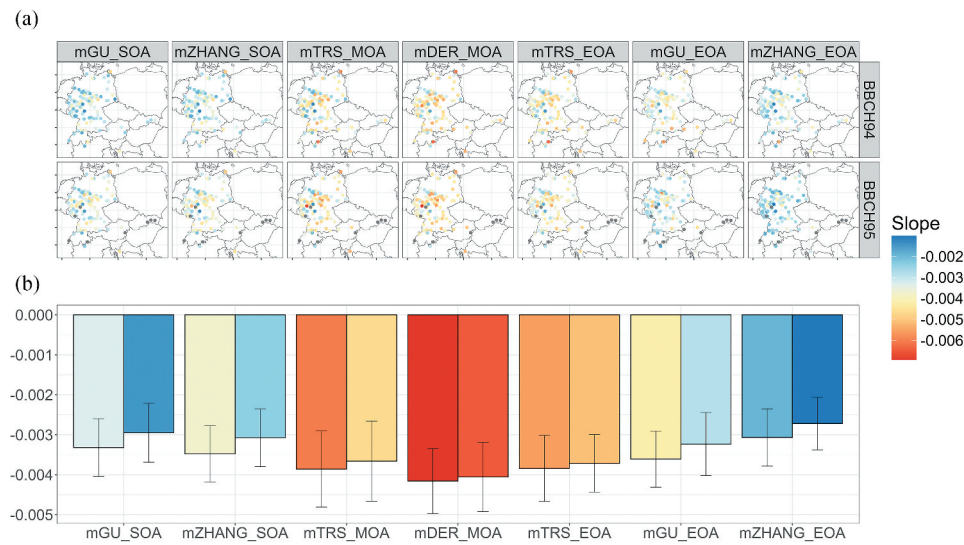 (a)
mGU_SOA mZHANG_SOA mTRS_MOA mDER_MOA mTRS_EOA mGU_EOA mZHANG_EOA
BBCH94
BBCH95
Slope
-0.002
-0.003
-0.004
-0.005
-0.006
(b)
0.000
-0.001
-0.002
-0.003
-0.004
-0.005
mGU_SOA mZHANG_SOA mTRS_MOA mDER_MOA mTRS_EOA mGU_EOA mZHANG_EOA